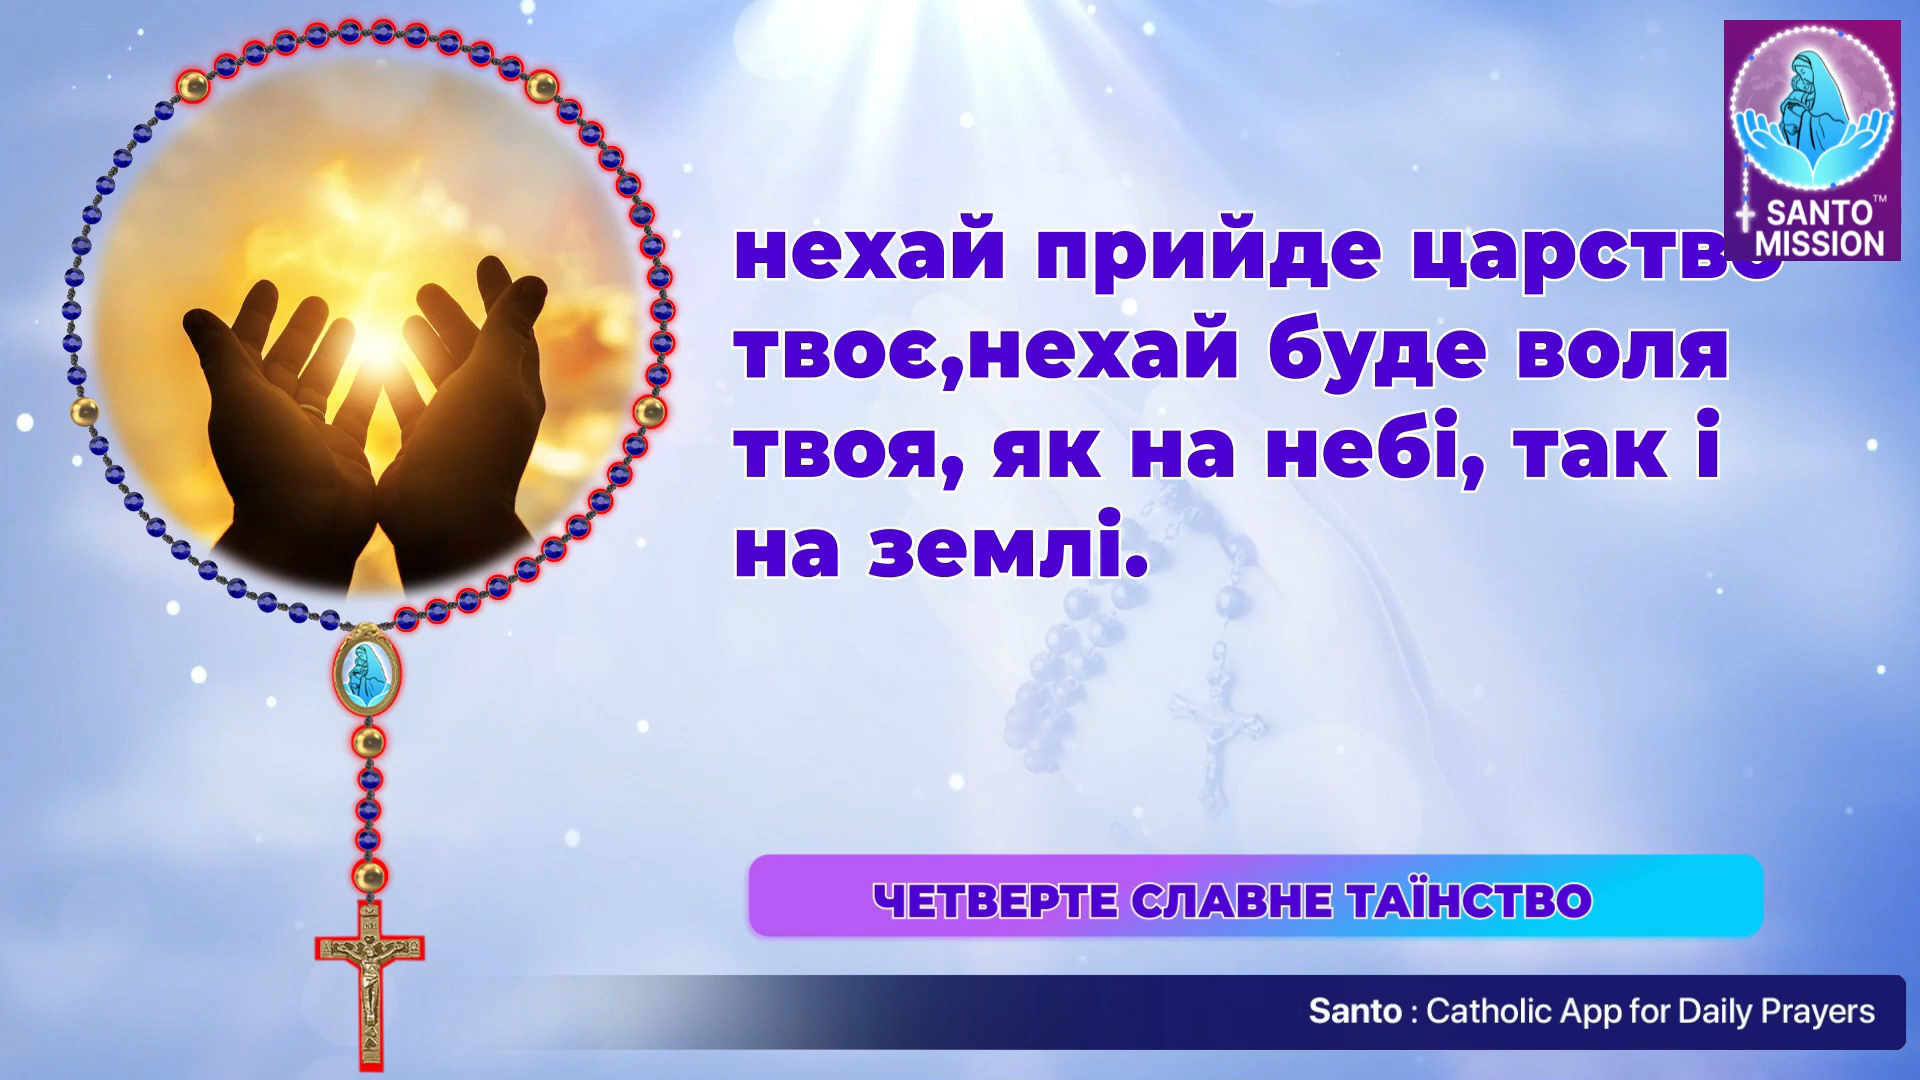 SANTO™
MISSION
нехай прийде царство
твоє,нехай буде воля
твоя, як на небі, так і
на землі.
ЧЕТВЕРТЕ СЛАВНЕ ТАЇНСТВО
Santo : Catholic App for Daily Prayers